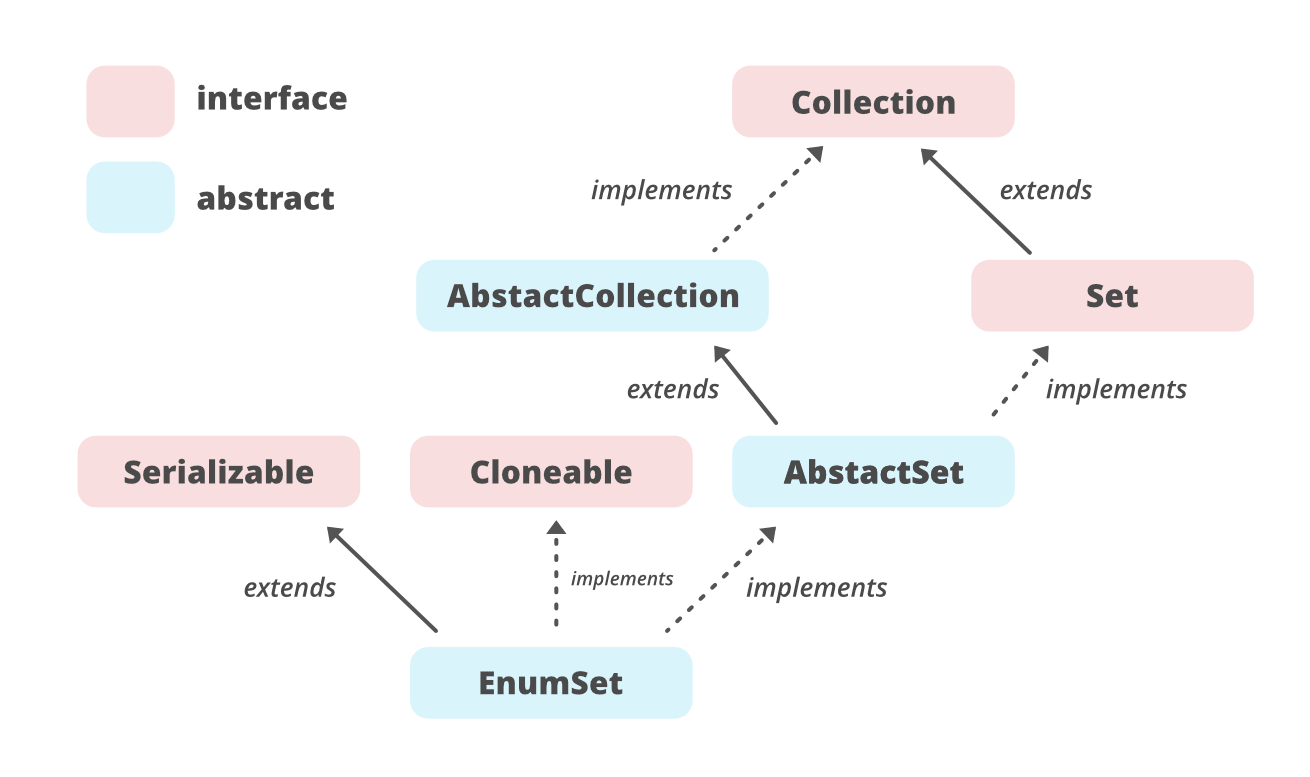 interface
abstract
Collection
implements
extends
AbstactCollection
Set
extends
implements
Serializable
Cloneable
AbstactSet
extends
implements
implements
EnumSet